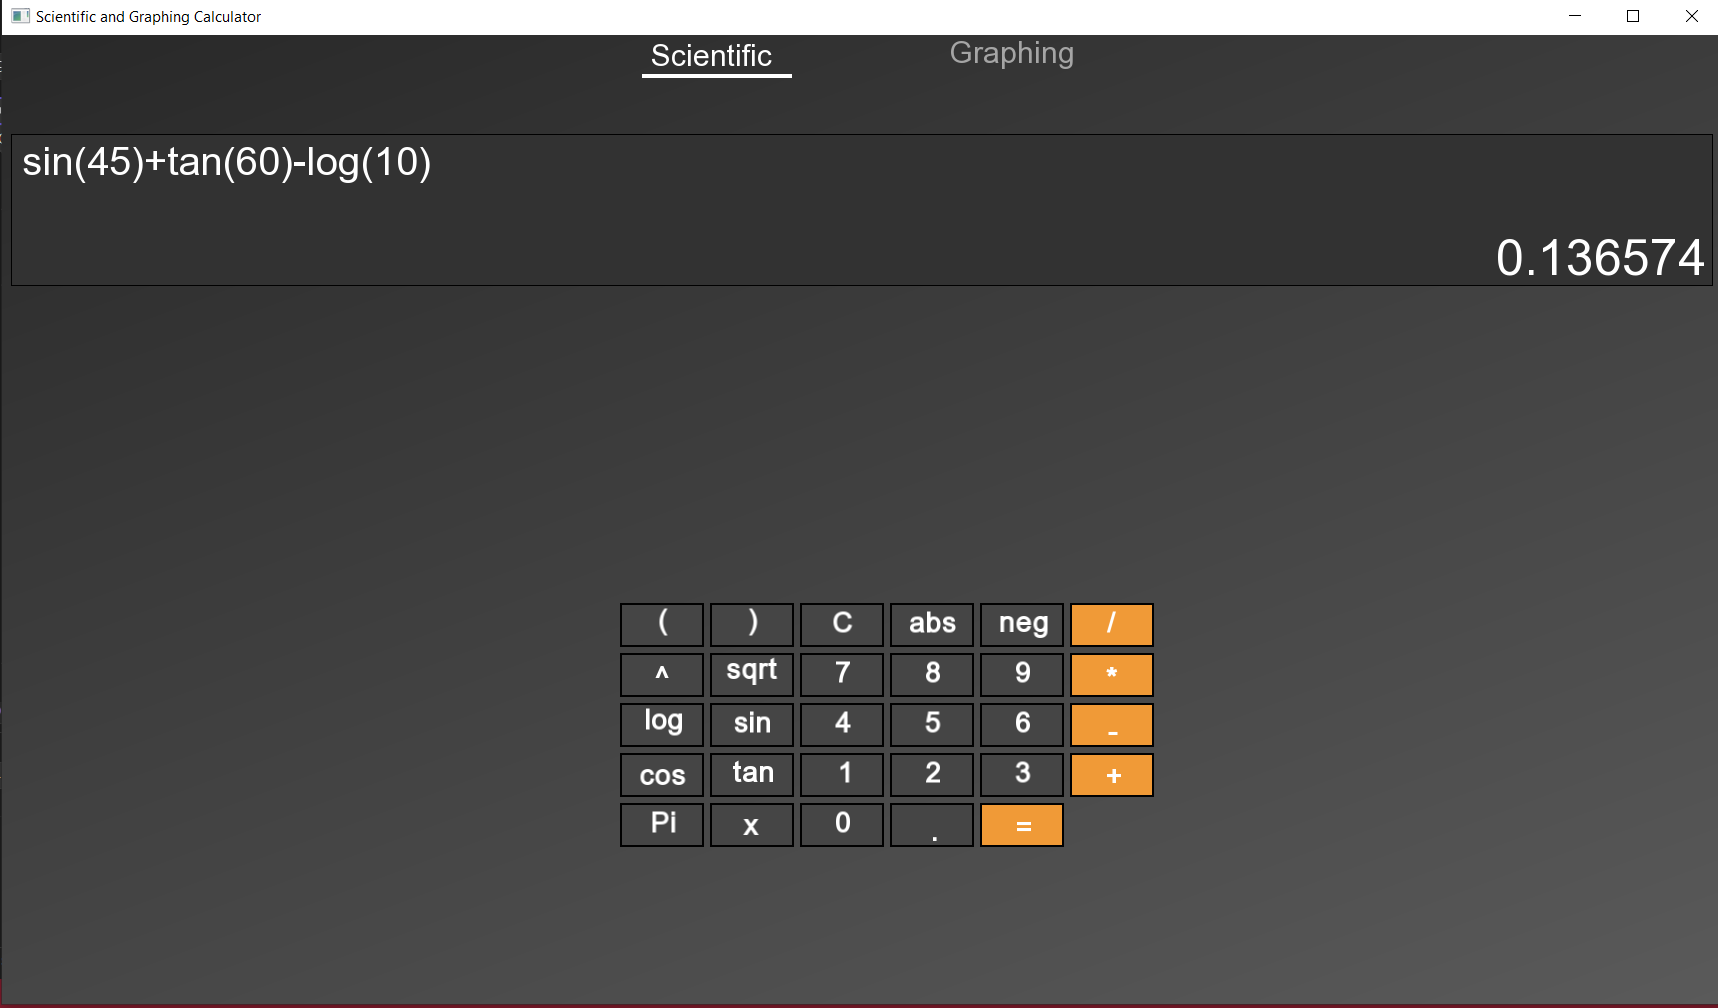 Scientific and Graphing Calculator
Scientific Graphing
sin(45)+tan(60)-log(10)
0.136574
( ) C abs neg /
^ sqrt 7 8 9 *
log sin 4 5 6 -
cos tan 1 2 3 +
Pi x 0 . =